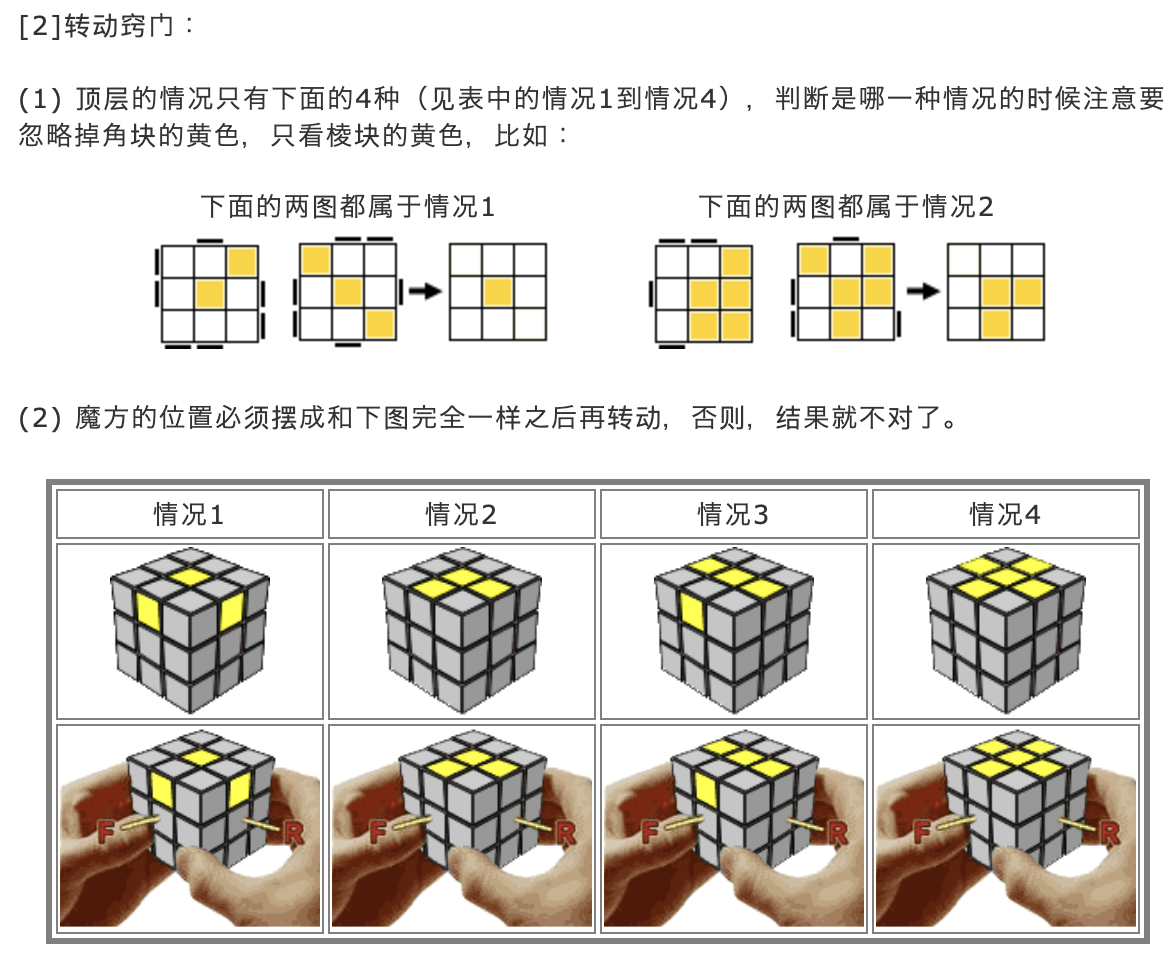 [2]转动窍门：
(1) 顶层的情况只有下面的4种（见表中的情况1到情况4）, 判断是哪一种情况的时候注意要
忽略掉角块的黄色, 只看棱块的黄色, 比如：
下面的两图都属于情况1
下面的两图都属于情况2
(2) 魔方的位置必须摆成和下图完全一样之后再转动, 否则, 结果就不对了。
情况1
情况2
情况3
情况4
F
R
F
R
F
R
F
R